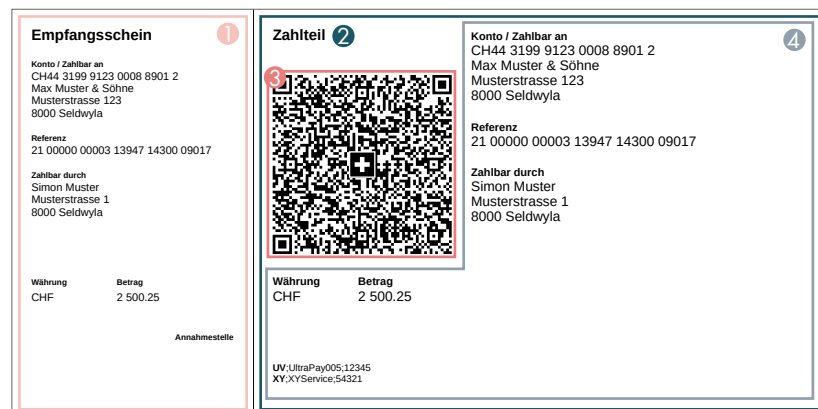 Empfangsschein
1
Konto / Zahlbar an
CH44 3199 9123 0008 8901 2
Max Muster & Söhne
Musterstrasse 123
8000 Seldwyla
Referenz
21 00000 00003 13947 14300 09017
Zahlbar durch
Simon Muster
Musterstrasse 1
8000 Seldwyla
Währung Betrag
CHF 2 500.25
Annahmestelle
Zahlteil 2
3
Währung Betrag
CHF 2 500.25
UV;UltraPay005;12345
XY;XYService;54321
4
Konto / Zahlbar an
CH44 3199 9123 0008 8901 2
Max Muster & Söhne
Musterstrasse 123
8000 Seldwyla
Referenz
21 00000 00003 13947 14300 09017
Zahlbar durch
Simon Muster
Musterstrasse 1
8000 Seldwyla